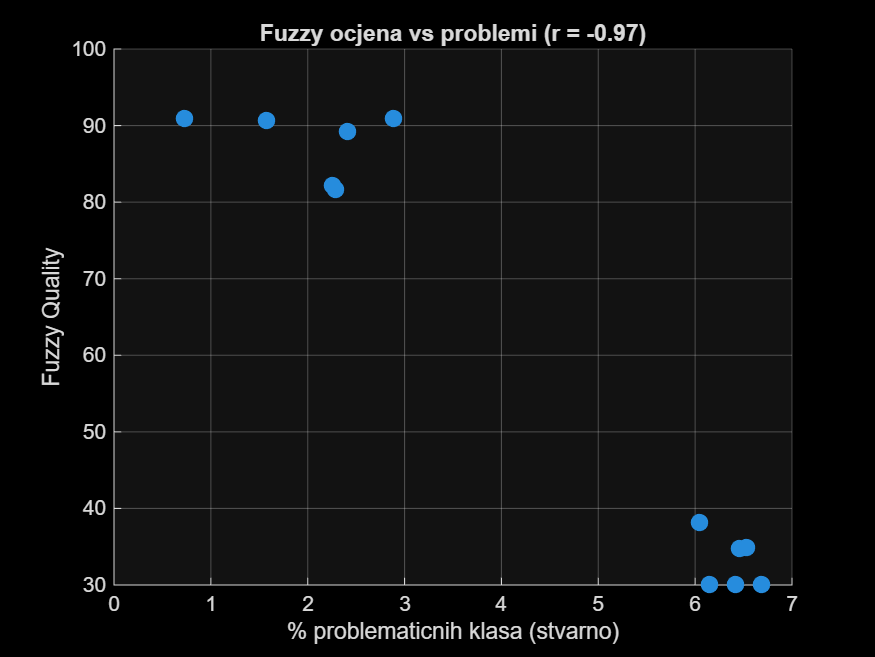 Fuzzy ocjena vs problemi (r = -0.97)
100
90
80
70
60
50
40
30
Fuzzy Quality
0 1 2 3 4 5 6 7
% problematicnih klasa (stvarno)